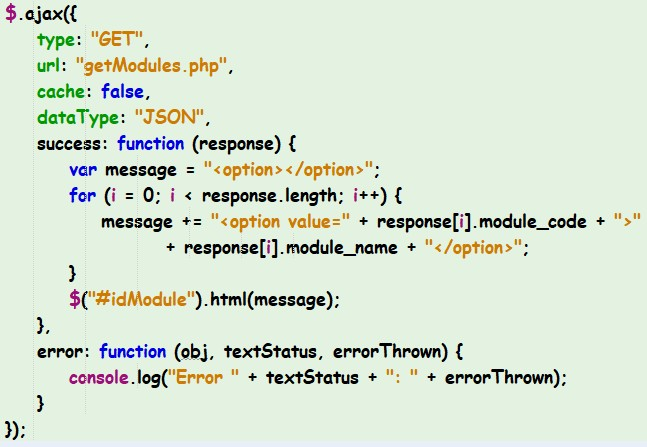 $.ajax({
type: "GET",
url: "getModules.php",
cache: false,
dataType: "JSON",
success: function (response) {
var message = "<option></option>";
for (i = 0; i < response.length; i++) {
message += "<option value=" + response[i].module_code + ">"
+ response[i].module_name + "</option>";
}
$("#idModule").html(message);
},
error: function (obj, textStatus, errorThrown) {
console.log("Error " + textStatus + ": " + errorThrown);
}
});